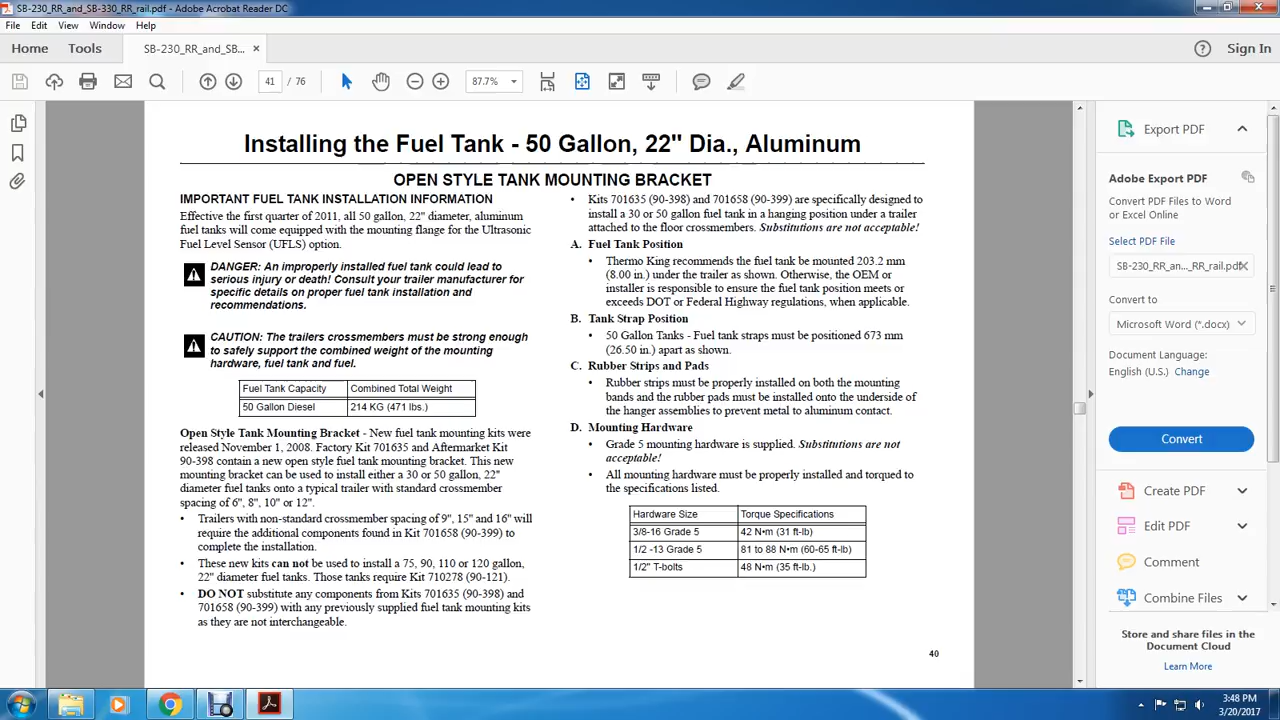 SB-230_RR_and_SB-330_RR_rail.pdf - Adobe Acrobat Reader DC
File Edit View Window Help
Home Tools SB-230_RR_and_SB... × Sign In
41 / 76 87.7%
Installing the Fuel Tank - 50 Gallon, 22" Dia., Aluminum
OPEN STYLE TANK MOUNTING BRACKET
IMPORTANT FUEL TANK INSTALLATION INFORMATION
Effective the first quarter of 2011, all 50 gallon, 22" diameter, aluminum
fuel tanks will come equipped with the mounting flange for the Ultrasonic
Fuel Level Sensor (UFLS) option.
DANGER: An improperly installed fuel tank could lead to
serious injury or death! Consult your trailer manufacturer for
specific details on proper fuel tank installation and
recommendations.
CAUTION: The trailers crossmembers must be strong enough
to safely support the combined weight of the mounting
hardware, fuel tank and fuel.
Fuel Tank Capacity Combined Total Weight
50 Gallon Diesel 214 KG (471 lbs.)
Open Style Tank Mounting Bracket - New fuel tank mounting kits were
released November 1, 2008. Factory Kit 701635 and Aftermarket Kit
90-398 contain a new open style fuel tank mounting bracket. This new
mounting bracket can be used to install either a 30 or 50 gallon, 22"
diameter fuel tanks onto a typical trailer with standard crossmember
spacing of 6", 8", 10" or 12".
• Trailers with non-standard crossmember spacing of 9", 15" and 16" will
require the additional components found in Kit 701658 (90-399) to
complete the installation.
• These new kits can not be used to install a 75, 90, 110 or 120 gallon,
22" diameter fuel tanks. Those tanks require Kit 710278 (90-121).
• DO NOT substitute any components from Kits 701635 (90-398) and
701658 (90-399) with any previously supplied fuel tank mounting kits
as they are not interchangeable.
• Kits 701635 (90-398) and 701658 (90-399) are specifically designed to
install a 30 or 50 gallon fuel tank in a hanging position under a trailer
attached to the floor crossmembers. Substitutions are not acceptable!
A. Fuel Tank Position
• Thermo King recommends the fuel tank be mounted 203.2 mm
(8.00 in.) under the trailer as shown. Otherwise, the OEM or
installer is responsible to ensure the fuel tank position meets or
exceeds DOT or Federal Highway regulations, when applicable.
B. Tank Strap Position
• 50 Gallon Tanks - Fuel tank straps must be positioned 673 mm
(26.50 in.) apart as shown.
C. Rubber Strips and Pads
• Rubber strips must be properly installed on both the mounting
bands and the rubber pads must be installed onto the underside of
the hanger assemblies to prevent metal to aluminum contact.
D. Mounting Hardware
• Grade 5 mounting hardware is supplied. Substitutions are not
acceptable!
• All mounting hardware must be properly installed and torqued to
the specifications listed.
Hardware Size Torque Specifications
3/8-16 Grade 5 42 N•m (31 ft-lb)
1/2 -13 Grade 5 81 to 88 N•m (60-65 ft-lb)
1/2" T-bolts 48 N•m (35 ft-lb.)
40
Export PDF
Adobe Export PDF
Convert PDF Files to Word
or Excel Online
Select PDF File
SB-230_RR_an..._RR_rail.pdf
Convert to
Microsoft Word (*.docx)
Document Language:
English (U.S.) Change
Convert
Create PDF
Edit PDF
Comment
Combine Files
Store and share files in the
Document Cloud
Learn More
3:48 PM
3/20/2017